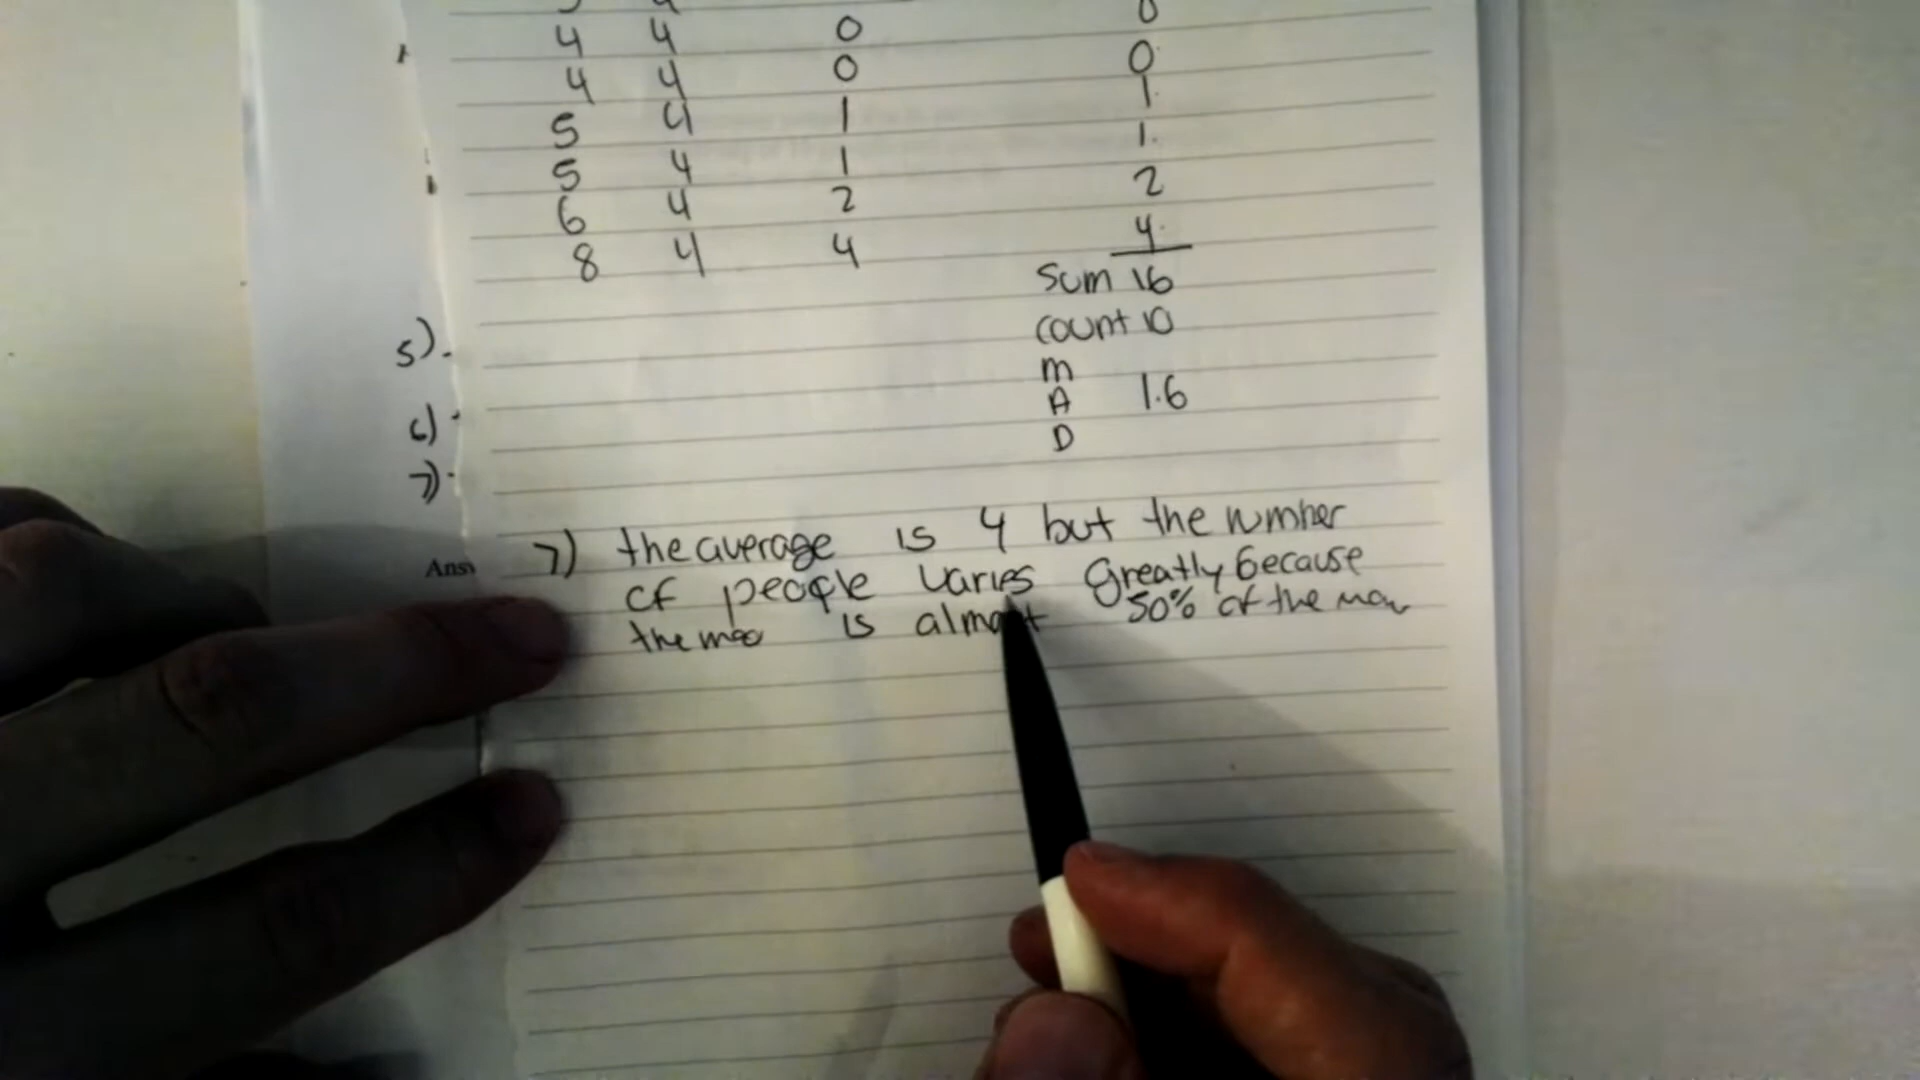 4 4 0 0
4 4 0 0
5 4 1 1
5 4 1 1
6 4 2 2
8 4 4 4
Sum 16
Count 10
M
A 1.6
D
5)
6)
7)
Ans
7) the average is 4 but the number
of people varies Greatly because
the is almost 50% of the